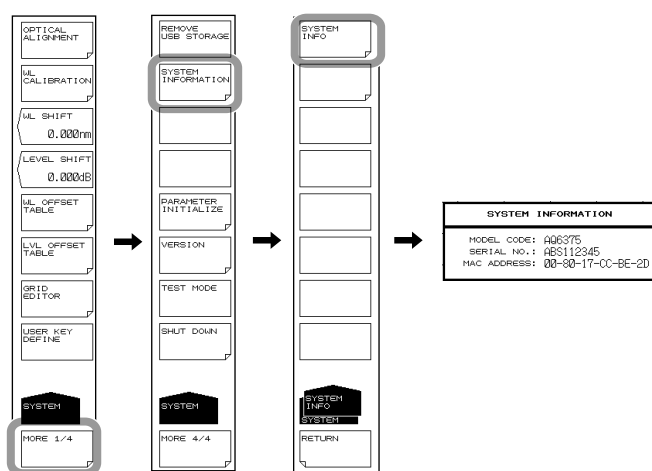 OPTICAL
ALIGNMENT
WL
CALIBRATION
WL SHIFT
0.000nm
LEVEL SHIFT
0.000dB
WL OFFSET
TABLE
LVL OFFSET
TABLE
GRID
EDITOR
USER KEY
DEFINE
SYSTEM
MORE 1/4
REMOVE
USB STORAGE
SYSTEM
INFORMATION
PARAMETER
INITIALIZE
VERSION
TEST MODE
SHUT DOWN
SYSTEM
MORE 4/4
SYSTEM
INFO
SYSTEM
INFO
SYSTEM
RETURN
SYSTEM INFORMATION
MODEL CODE: AQ6375
SERIAL NO.: ABS112345
MAC ADDRESS: 00-80-17-CC-BE-2D